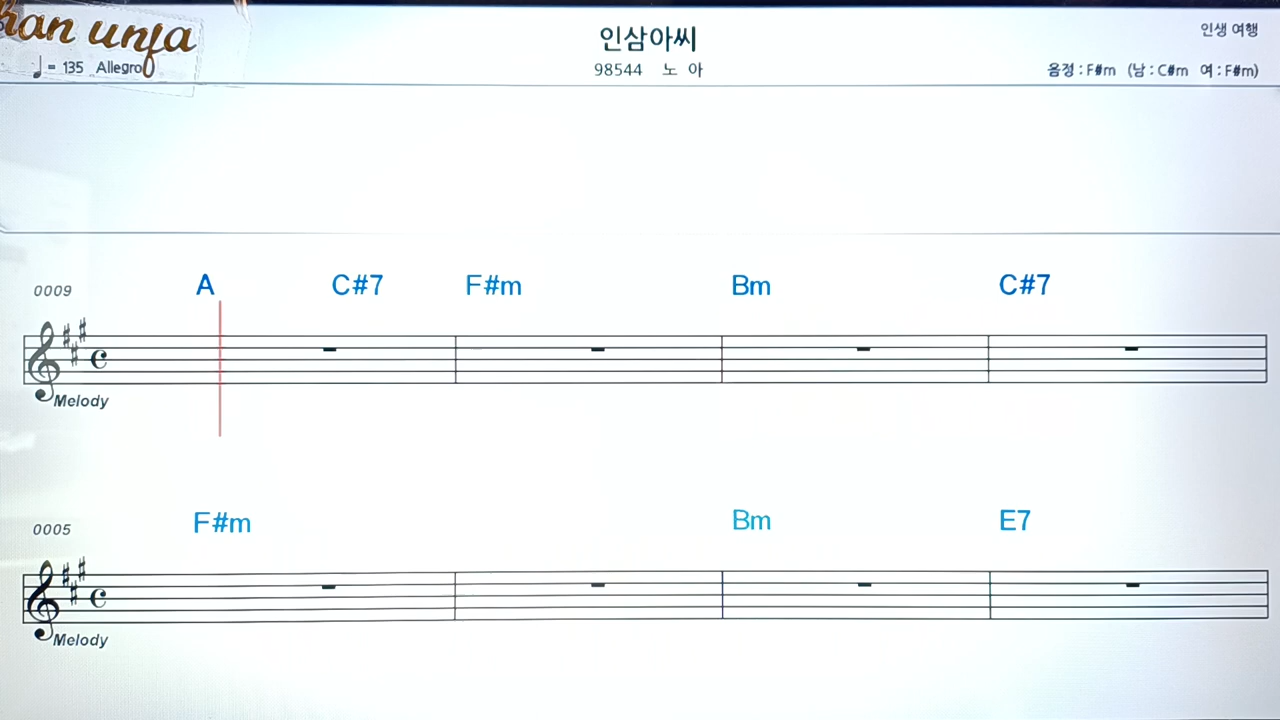 han unja
♩= 135 Allegro
인삼아씨
98544 노 아
인생 여행
음정 : F#m (남 : C#m 여 : F#m)
0009
A C#7 F#m Bm C#7
Melody
0005
F#m Bm E7
Melody